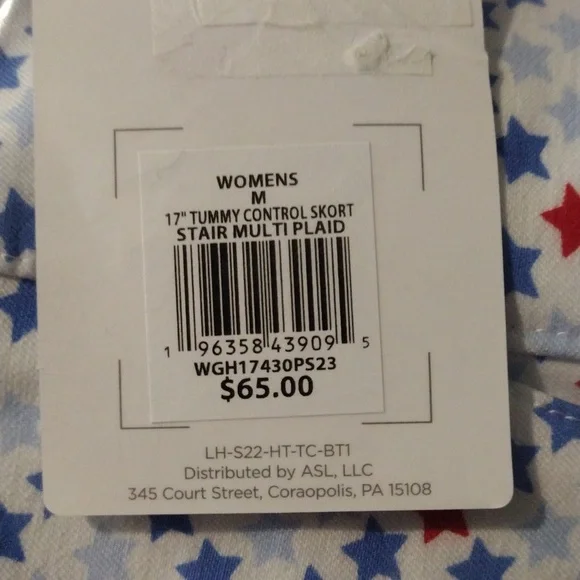 WOMENS
M
17" TUMMY CONTROL SKORT
STAIR MULTI PLAID
1 96358 43909 5
WGH17430PS23
$65.00
LH-S22-HT-TC-BT1
Distributed by ASL, LLC
345 Court Street, Coraopolis, PA 15108